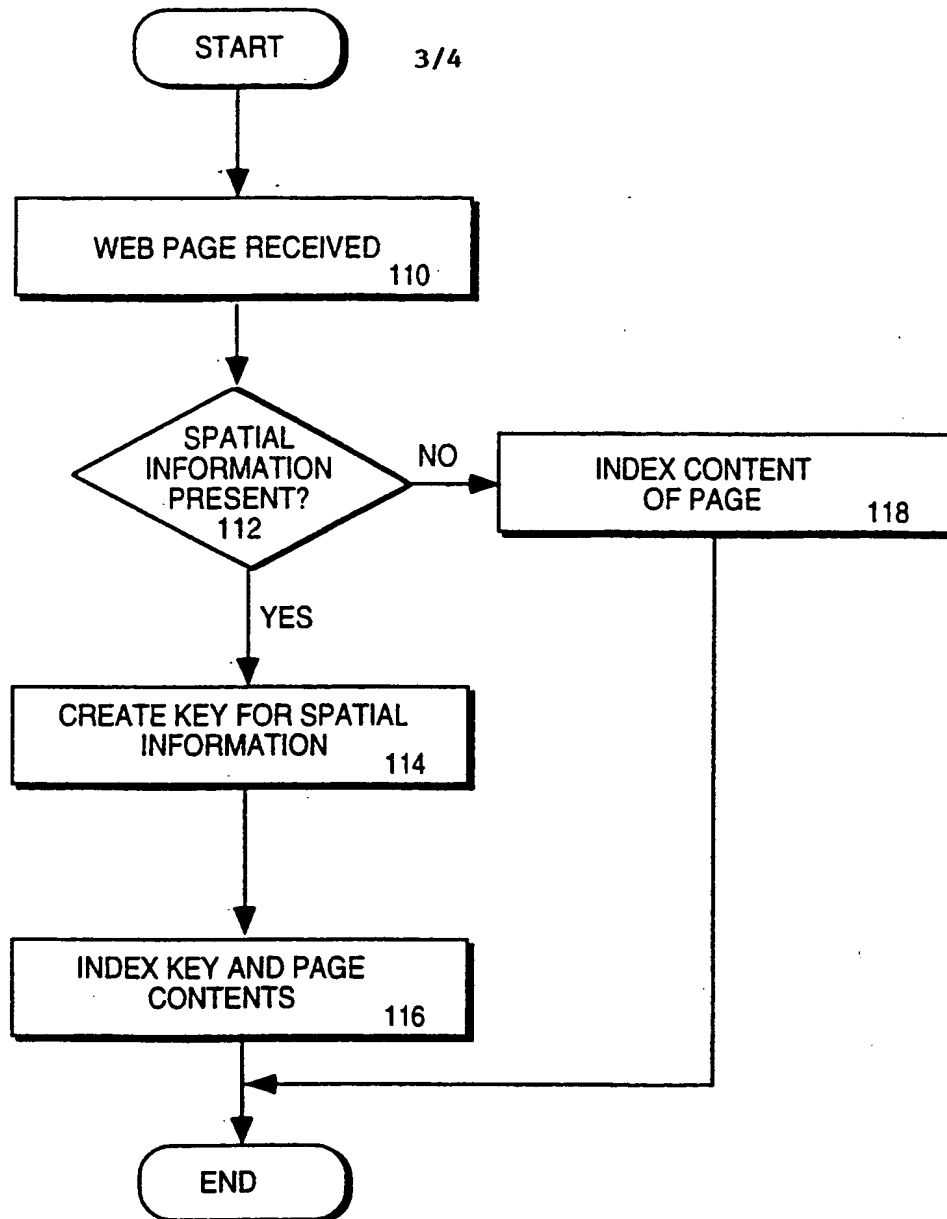 START
3/4
WEB PAGE RECEIVED
110
SPATIAL
INFORMATION
PRESENT?
112
NO
INDEX CONTENT
OF PAGE
118
YES
CREATE KEY FOR SPATIAL
INFORMATION
114
INDEX KEY AND PAGE
CONTENTS
116
END